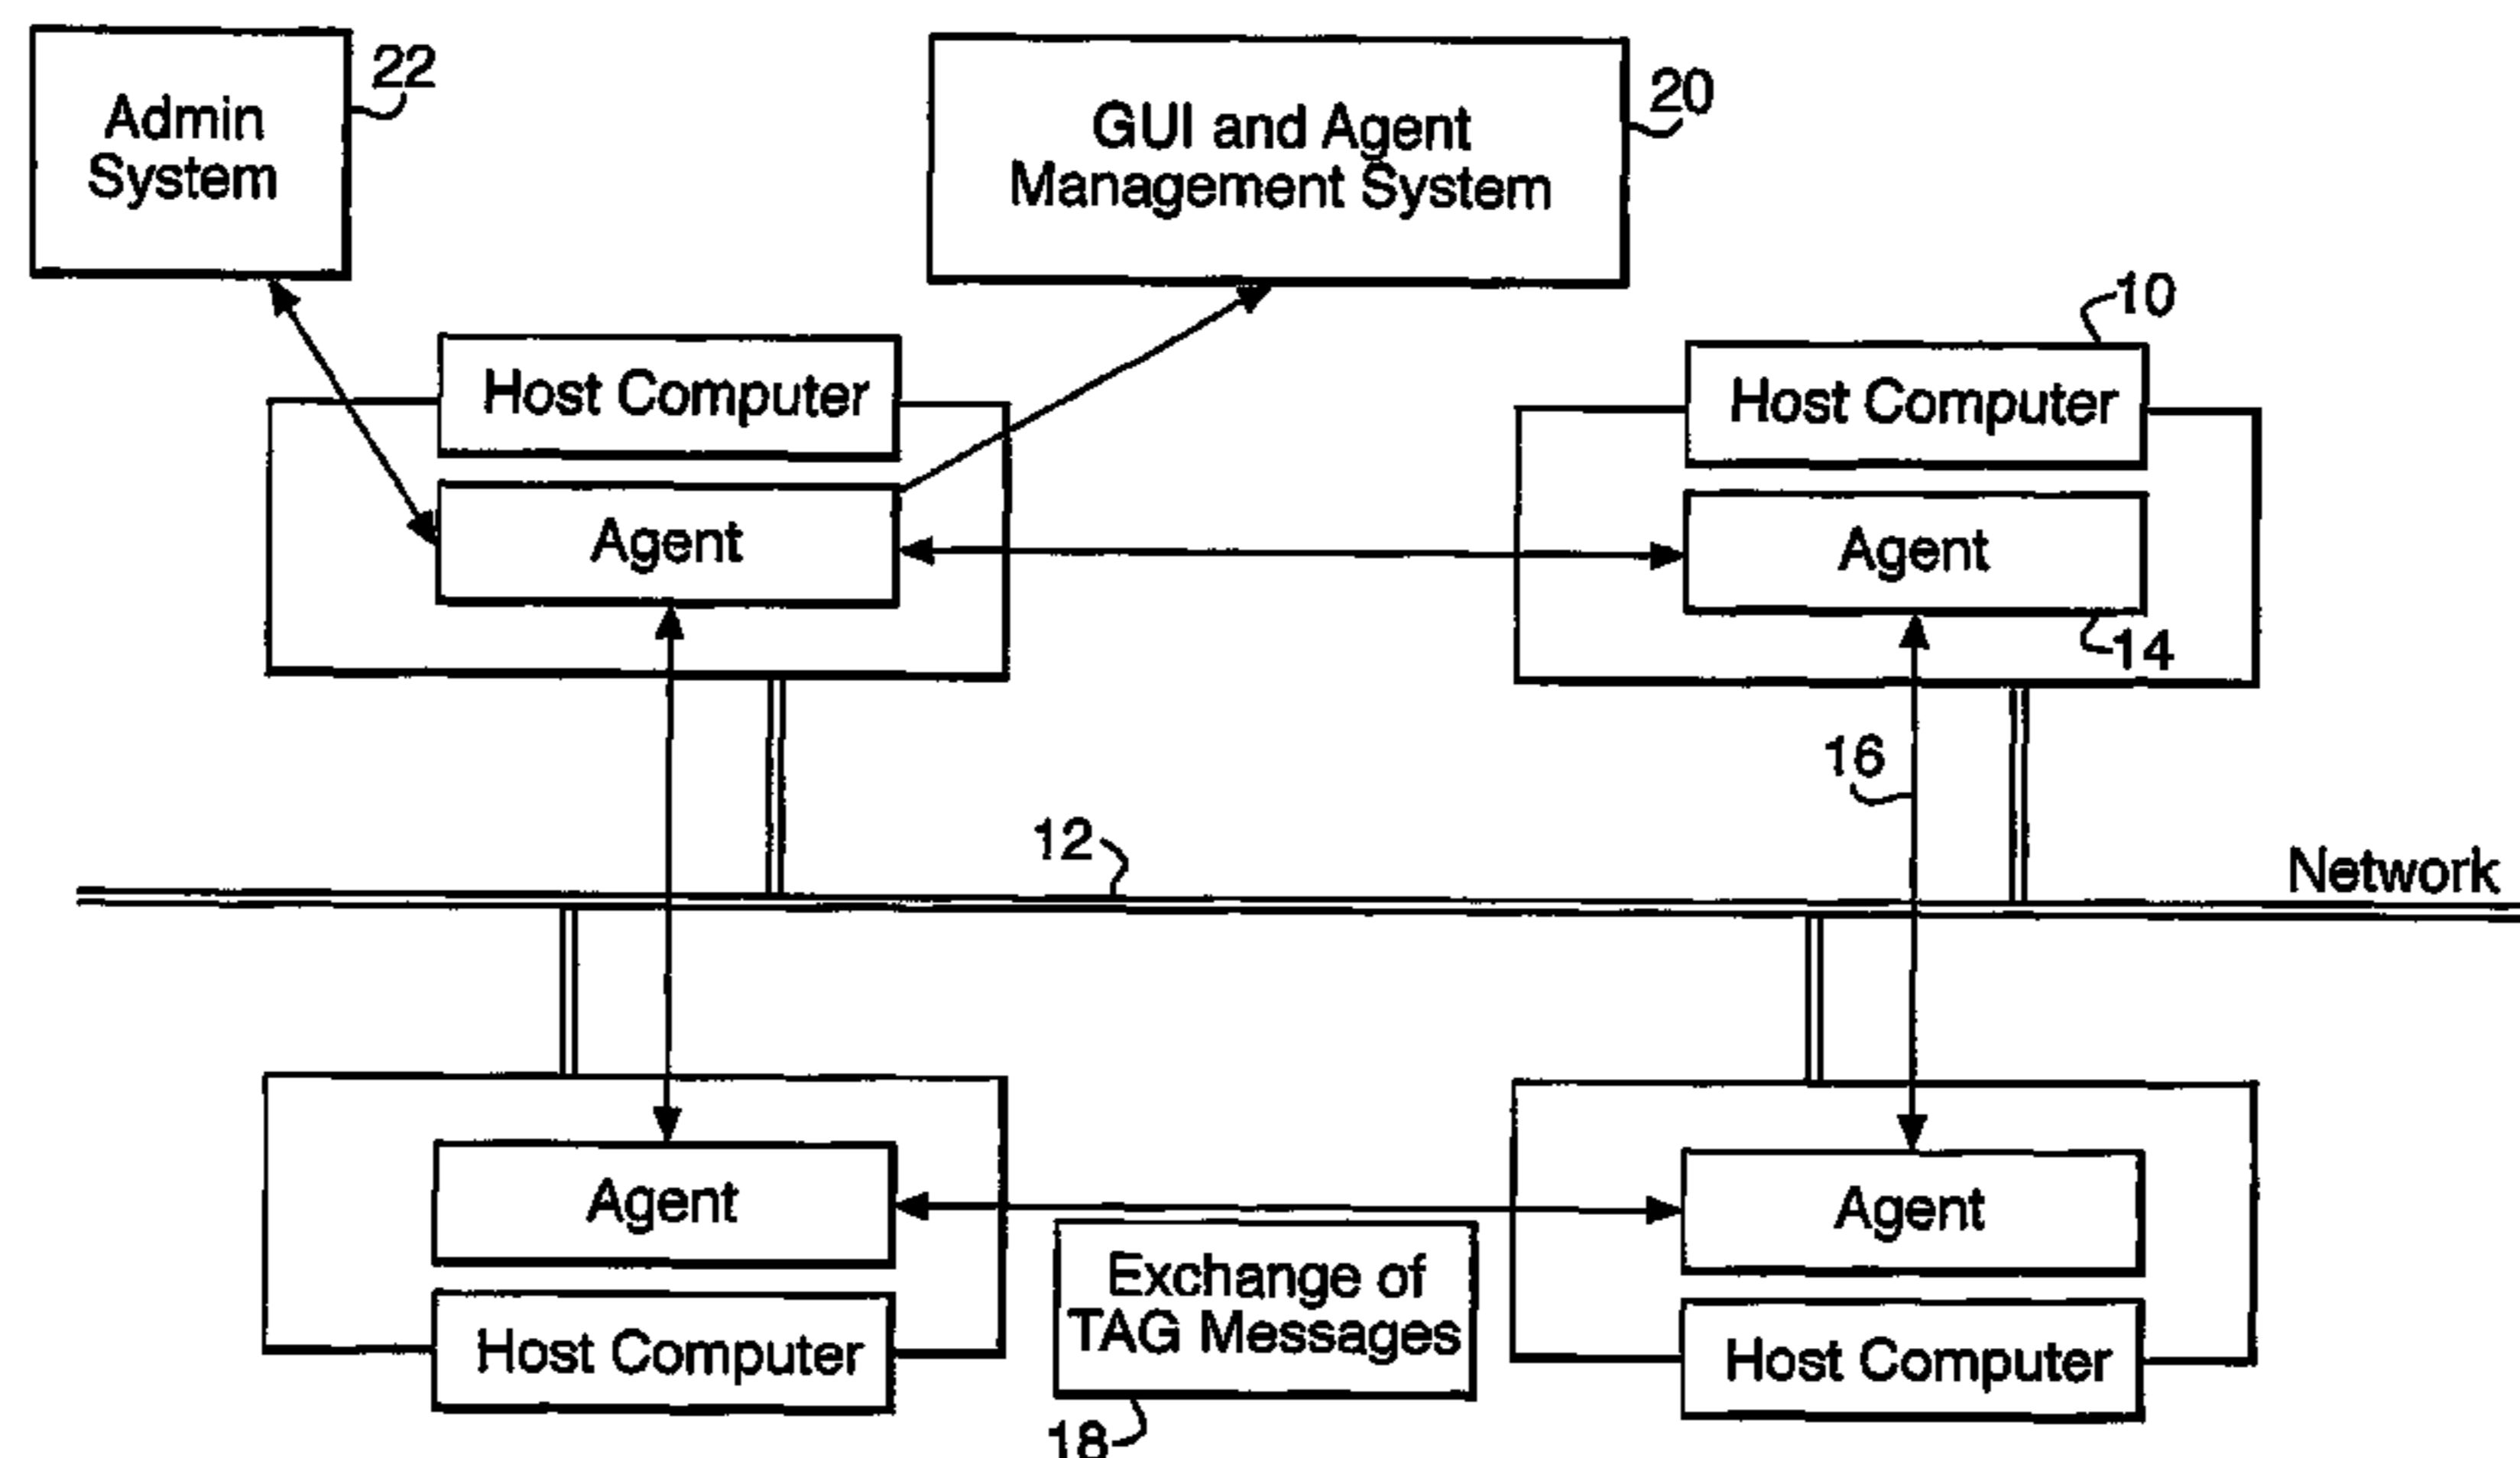 Admin
System
22
GUI and Agent
Management System
20
Host Computer
Agent
10
Host Computer
Agent
14
16
12
Network
Agent
Host Computer
Exchange of
TAG Messages
18
Agent
Host Computer